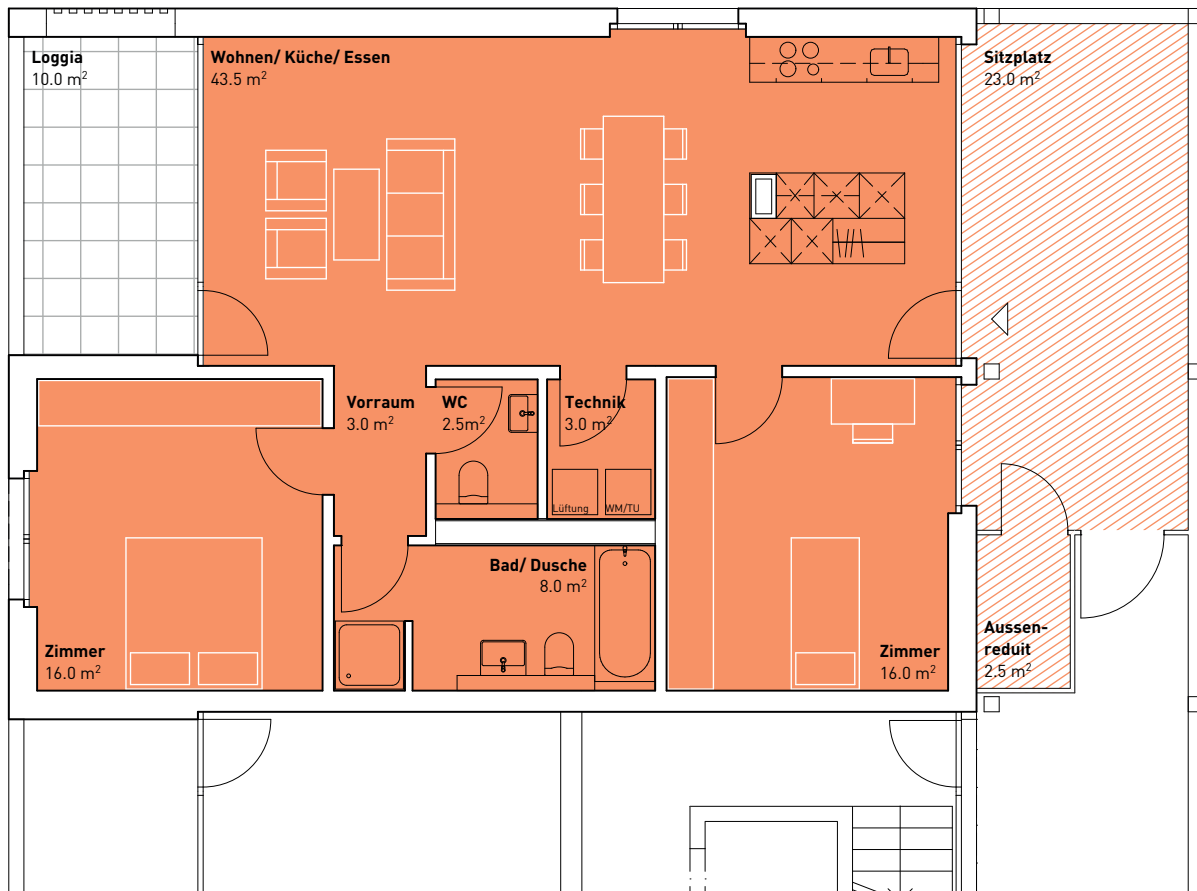 Loggia
10.0 m²
Wohnen/ Küche/ Essen
43.5 m²
Sitzplatz
23.0 m²
Vorraum
3.0 m²
WC
2.5m²
Technik
3.0 m²
Lüftung
WM/TU
Bad/ Dusche
8.0 m²
Zimmer
16.0 m²
Zimmer
16.0 m²
Aussen-
reduit
2.5 m²